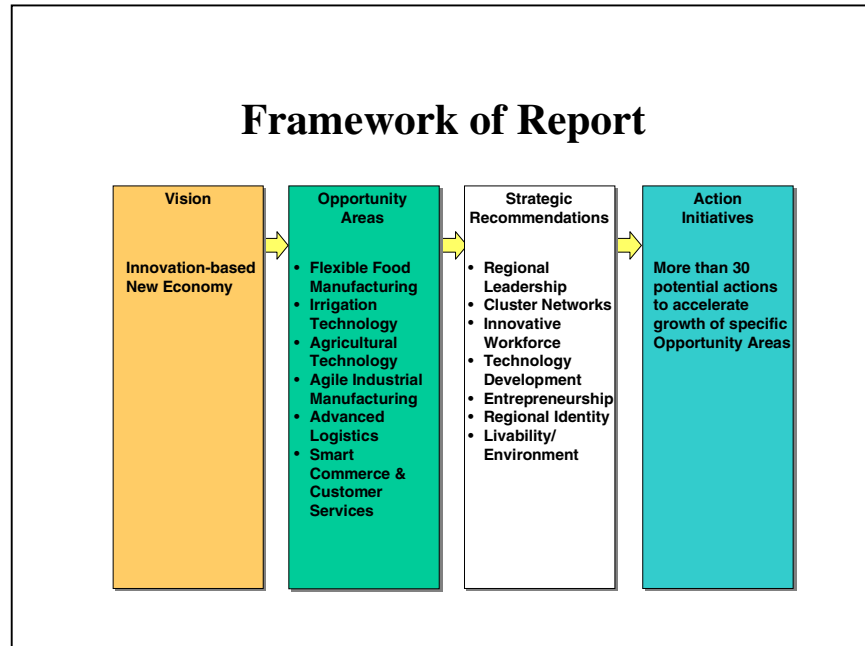 Framework of Report
Vision
Innovation-based
New Economy
Opportunity
Areas
• Flexible Food
Manufacturing
• Irrigation
Technology
• Agricultural
Technology
• Agile Industrial
Manufacturing
• Advanced
Logistics
• Smart
Commerce &
Customer
Services
Strategic
Recommendations
• Regional
Leadership
• Cluster Networks
• Innovative
Workforce
• Technology
Development
• Entrepreneurship
• Regional Identity
• Livability/
Environment
Action
Initiatives
More than 30
potential actions
to accelerate
growth of specific
Opportunity Areas